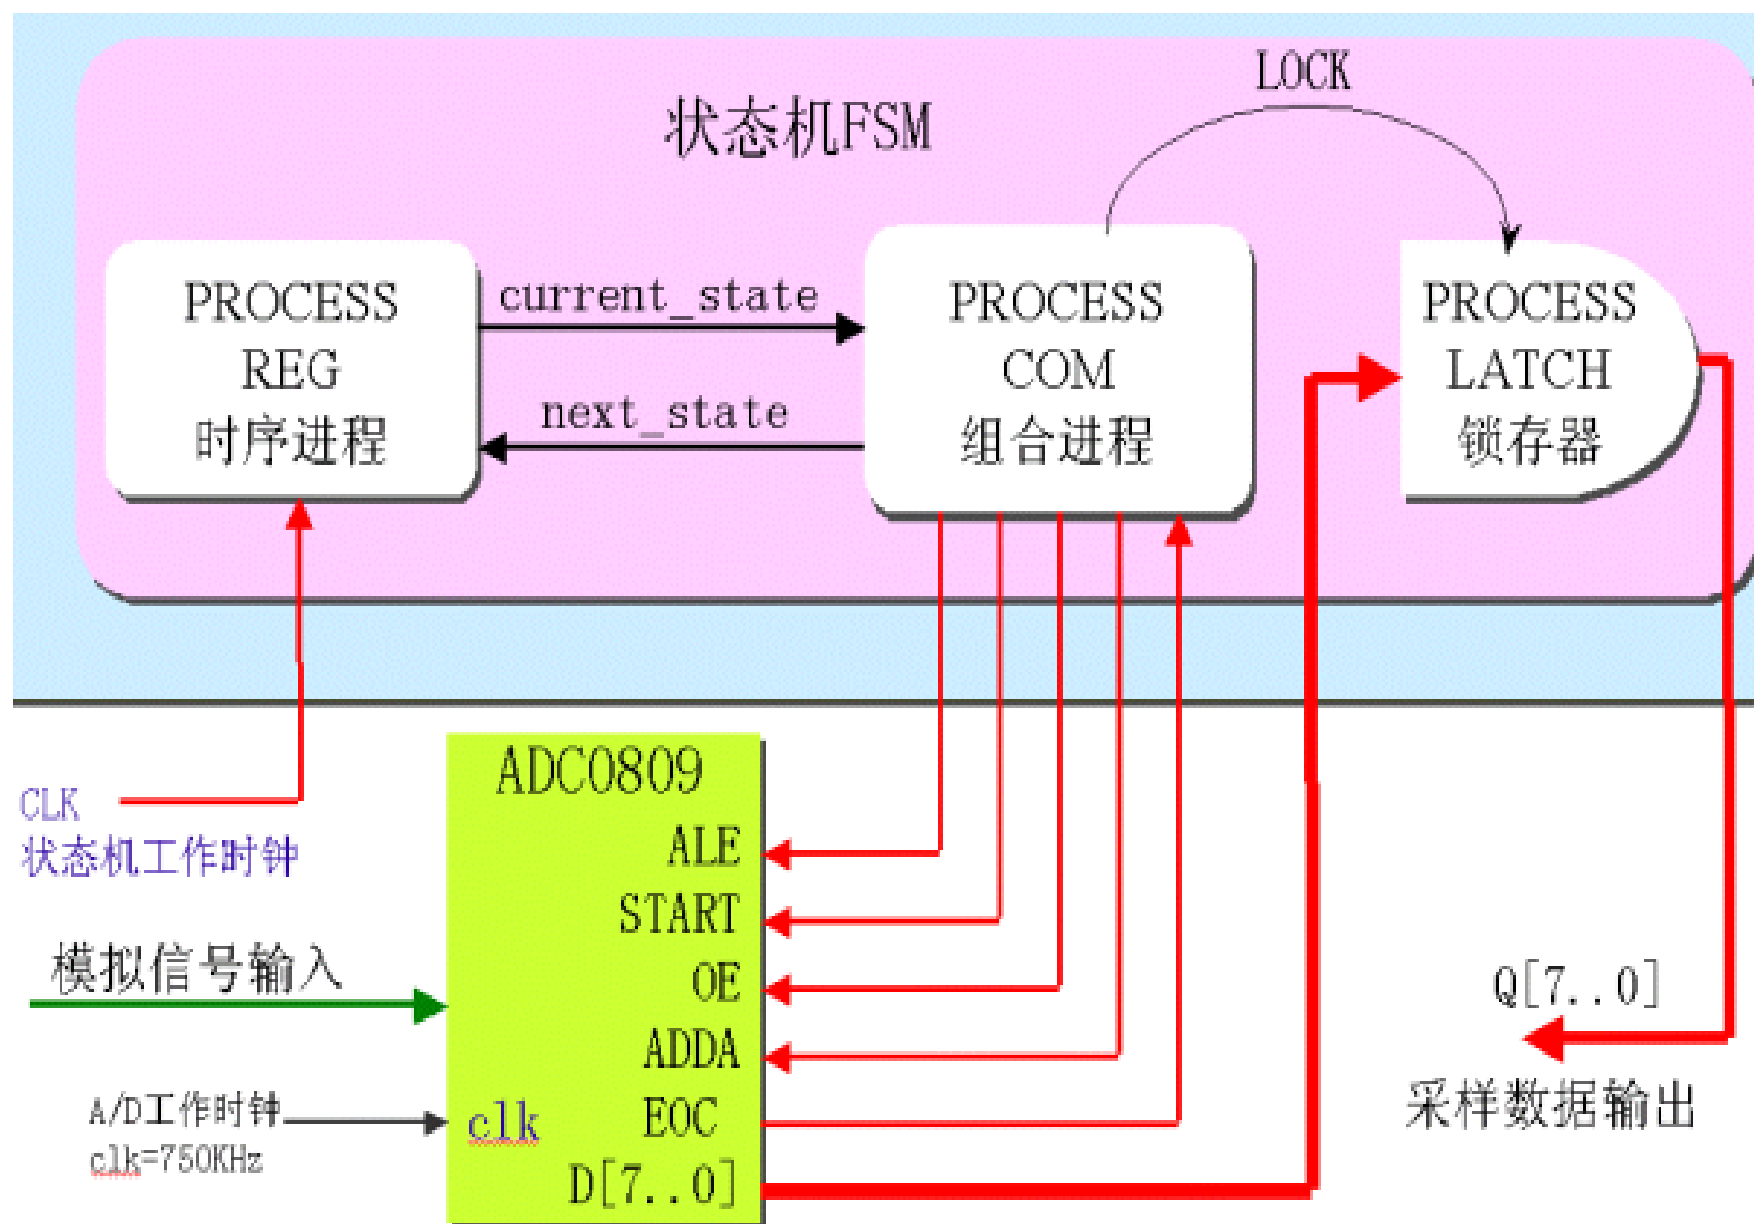 LOCK
状态机FSM
PROCESS
REG
时序进程
current_state
next_state
PROCESS
COM
组合进程
PROCESS
LATCH
锁存器
CLK
状态机工作时钟
模拟信号输入
A/D工作时钟
clk=750KHz
ADC0809
ALE
START
OE
ADDA
clk
EOC
D[7..0]
Q[7..0]
采样数据输出